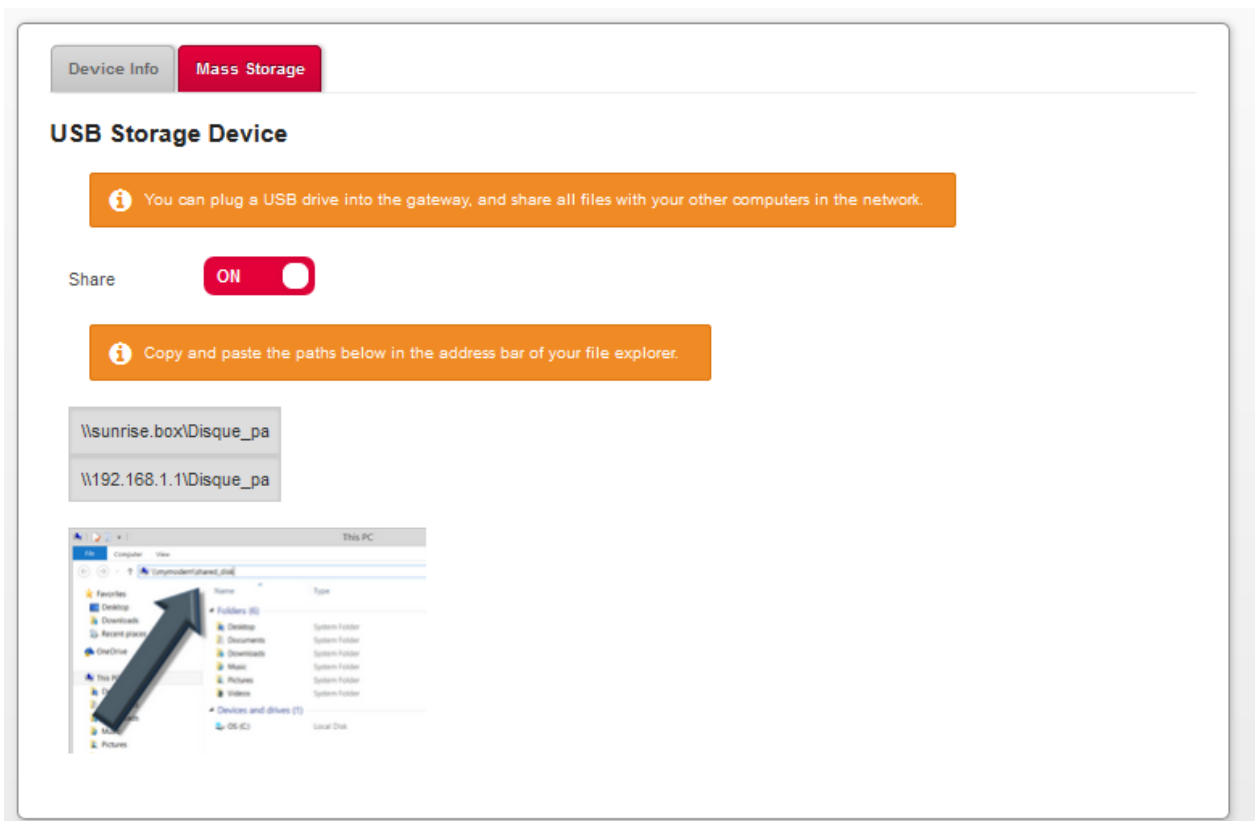 Device Info Mass Storage
USB Storage Device
You can plug a USB drive into the gateway, and share all files with your other computers in the network.
Share ON
Copy and paste the paths below in the address bar of your file explorer.
\\sunrise.box\Disque_pa
\\192.168.1.1\Disque_pa
This PC
File Computer View
\\mymodem\shared_disk
Name Type
Favorites
Desktop
Downloads
Recent places
OneDrive
This
Pictures
Folders (6)
Desktop System Folder
Documents System Folder
Downloads System Folder
Music System Folder
Pictures System Folder
Videos System Folder
Devices and drives (1)
OS (C:) Local Disk